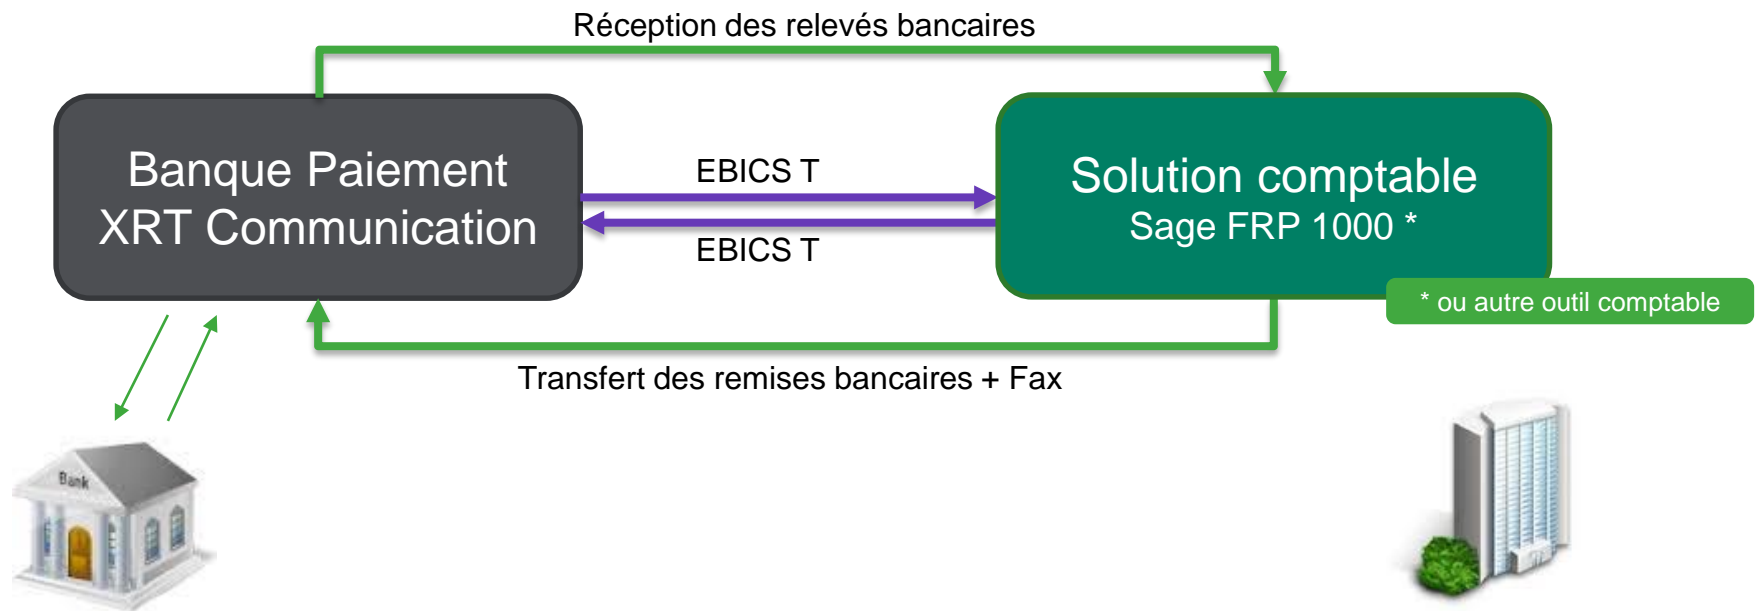 Réception des relevés bancaires
Banque Paiement
XRT Communication
EBICS T
EBICS T
Solution comptable
Sage FRP 1000 *
* ou autre outil comptable
Transfert des remises bancaires + Fax
Bank